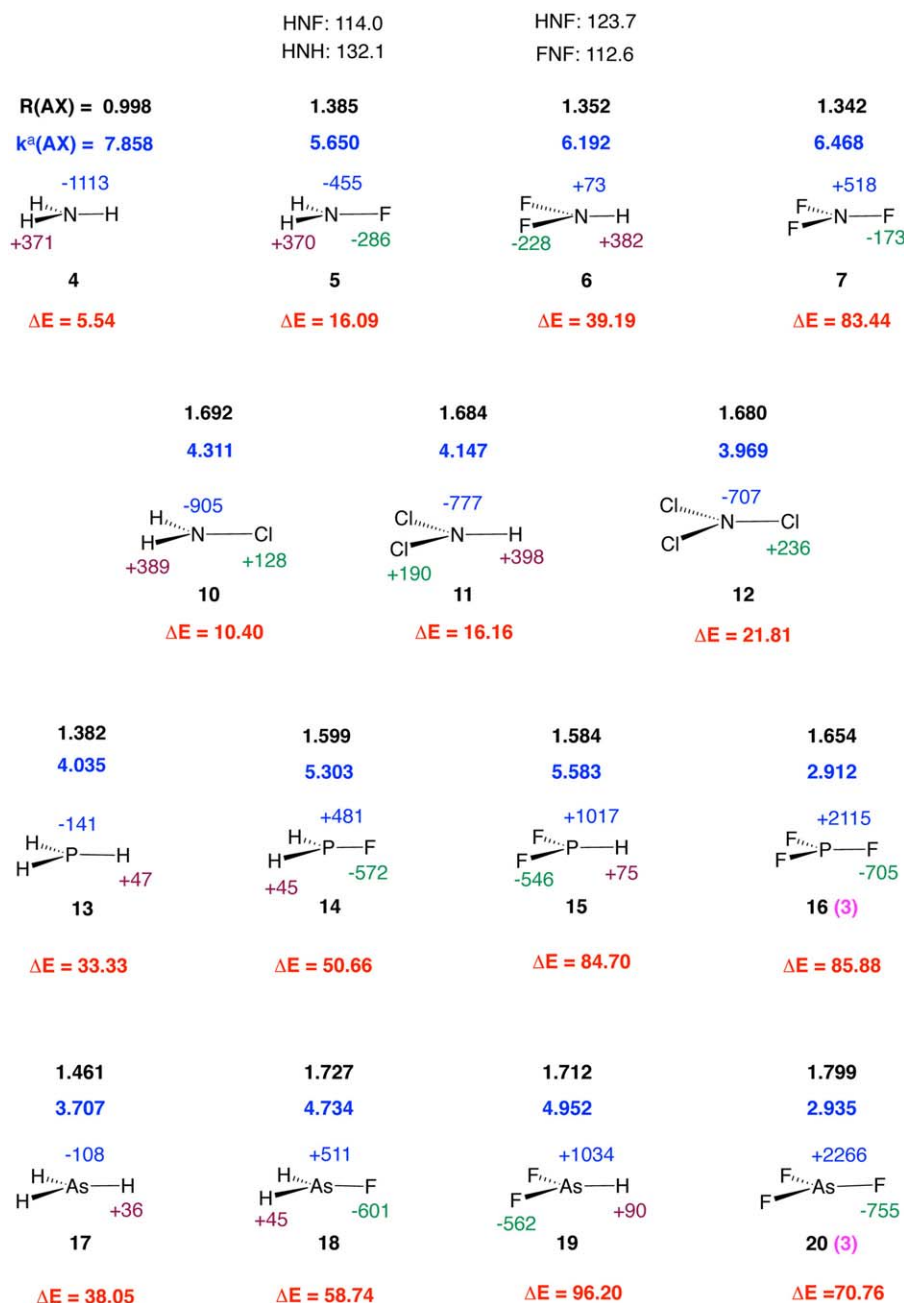 HNF: 114.0 HNF: 123.7
HNH: 132.1 FNF: 112.6
R(AX) = 0.998 1.385 1.352 1.342
kᵃ(AX) = 7.858 5.650 6.192 6.468
-1113 -455 +73 +518
H H N H H H N F F F N H F F N F
+371 +370 -286 -228 +382 -173
4 5 6 7
ΔE = 5.54 ΔE = 16.09 ΔE = 39.19 ΔE = 83.44
1.692 1.684 1.680
4.311 4.147 3.969
-905 -777 -707
H H N Cl Cl Cl N H Cl Cl N Cl
+389 +128 +190 +398 +236
10 11 12
ΔE = 10.40 ΔE = 16.16 ΔE = 21.81
1.382 1.599 1.584 1.654
4.035 5.303 5.583 2.912
-141 +481 +1017 +2115
H H P H H H P F F F P H F F P F
+47 +45 -572 -546 +75 -705
13 14 15 16 (3)
ΔE = 33.33 ΔE = 50.66 ΔE = 84.70 ΔE = 85.88
1.461 1.727 1.712 1.799
3.707 4.734 4.952 2.935
-108 +511 +1034 +2266
H H As H H H As F F F As H F F As F
+36 +45 -601 -562 +90 -755
17 18 19 20 (3)
ΔE = 38.05 ΔE = 58.74 ΔE = 96.20 ΔE =70.76